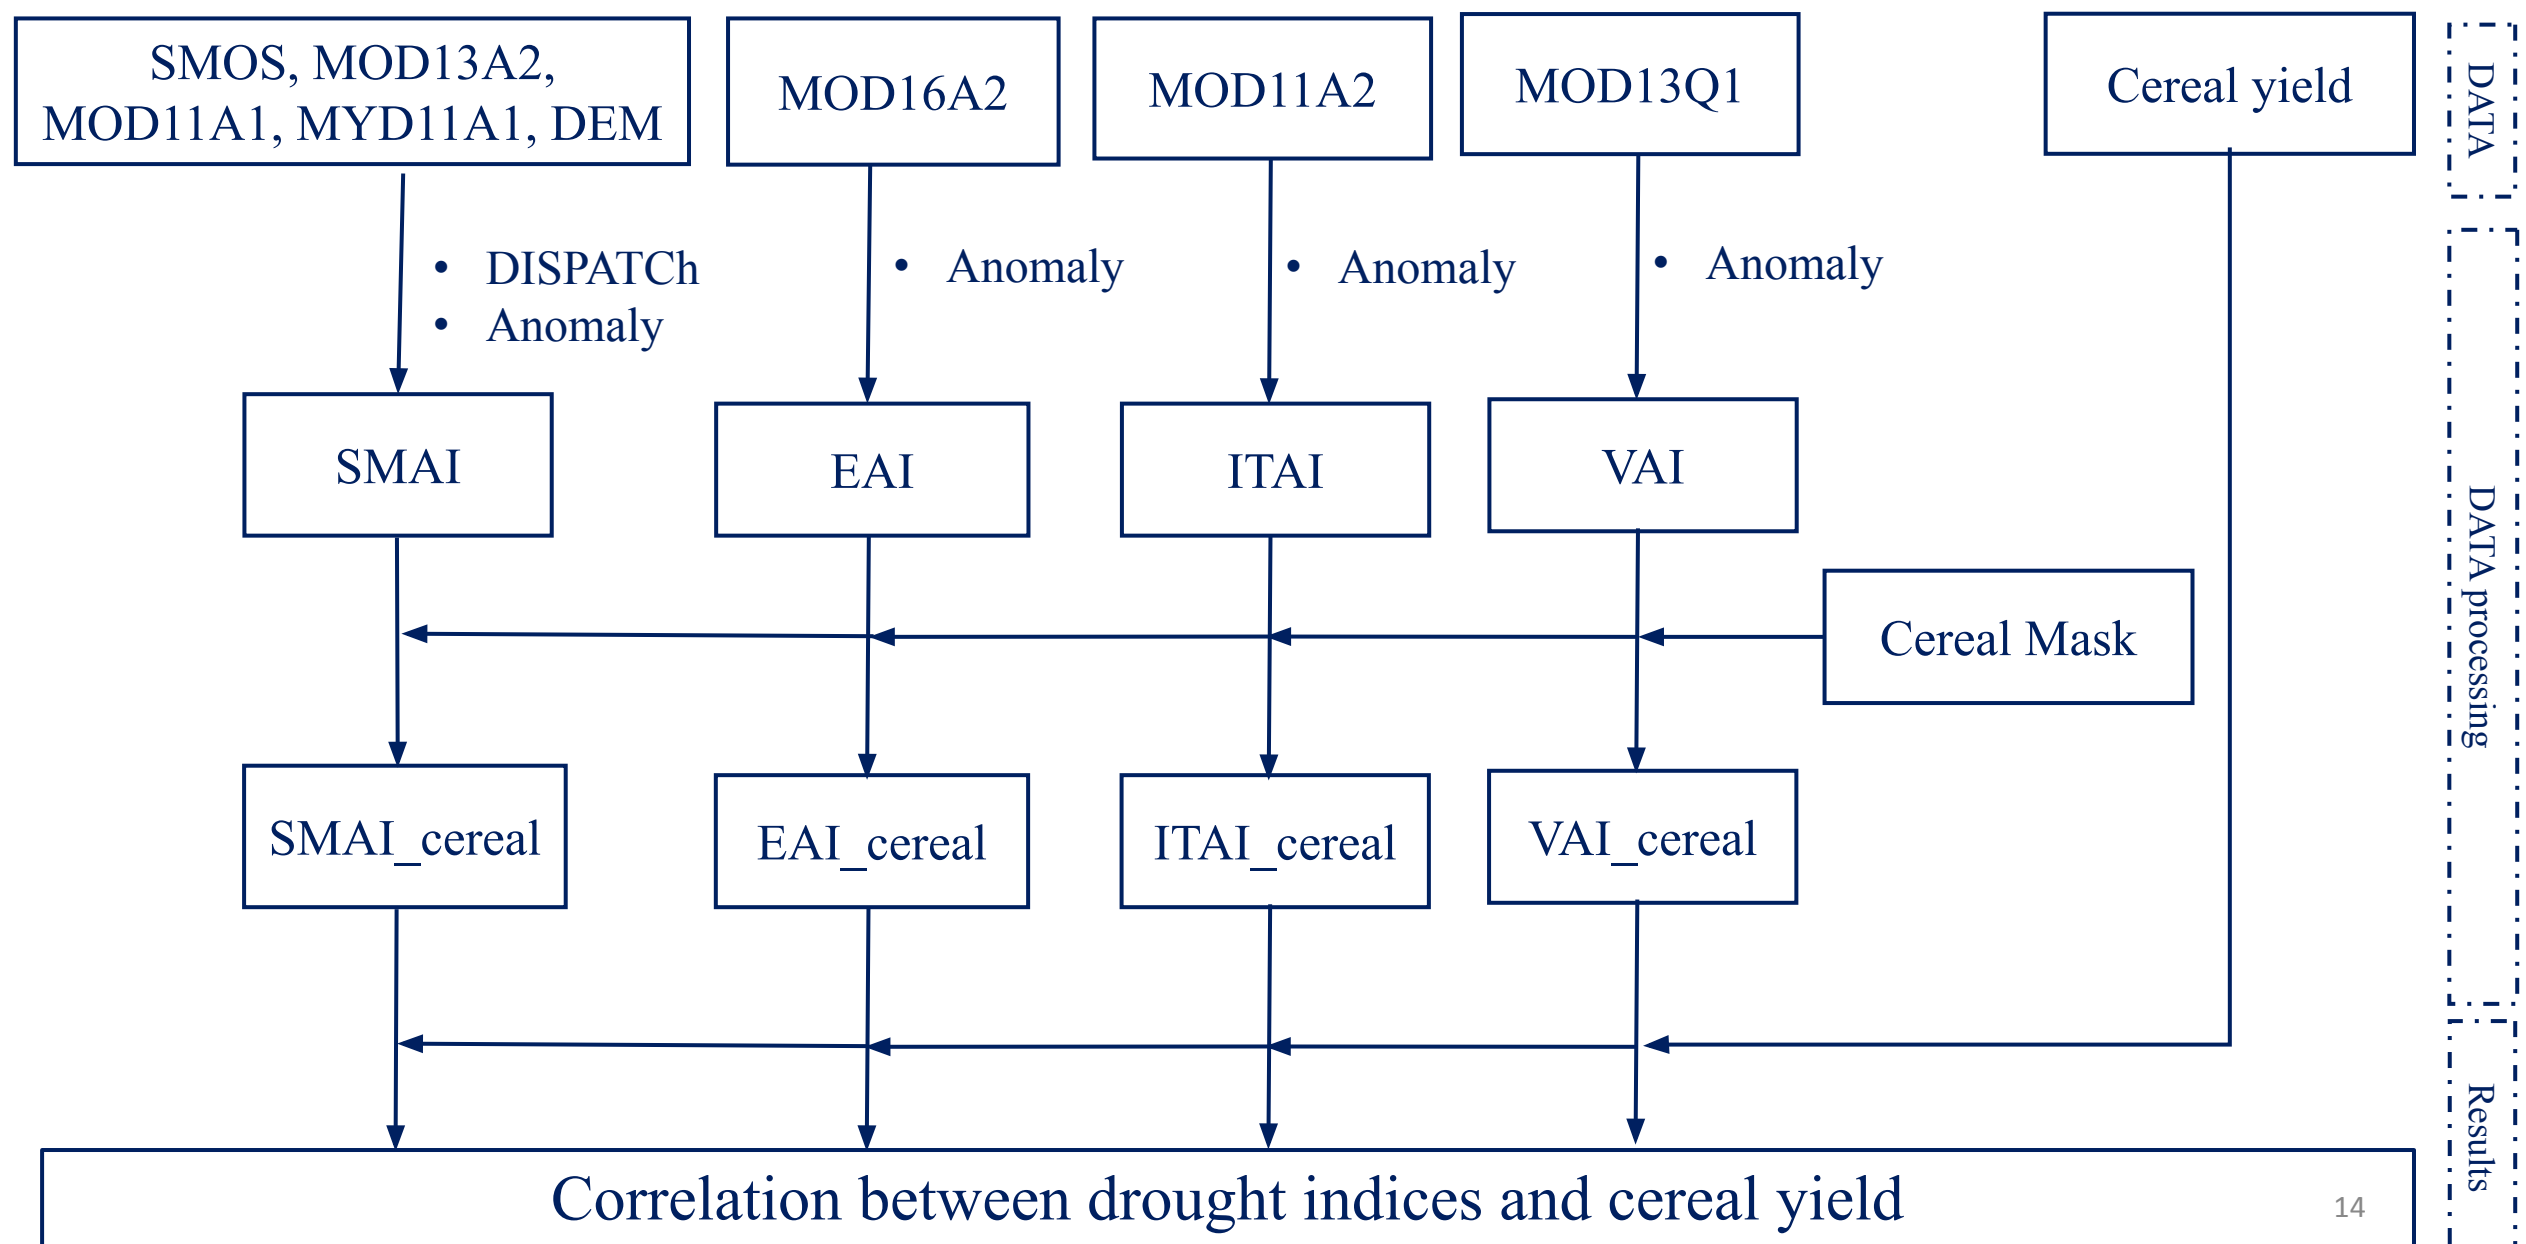 SMOS, MOD13A2,
MOD11A1, MYD11A1, DEM
MOD16A2
MOD11A2
MOD13Q1
Cereal yield
DATA
• DISPATCh
• Anomaly
• Anomaly
• Anomaly
• Anomaly
SMAI
EAI
ITAI
VAI
Cereal Mask
DATA processing
SMAI_cereal
EAI_cereal
ITAI_cereal
VAI_cereal
Results
Correlation between drought indices and cereal yield
14